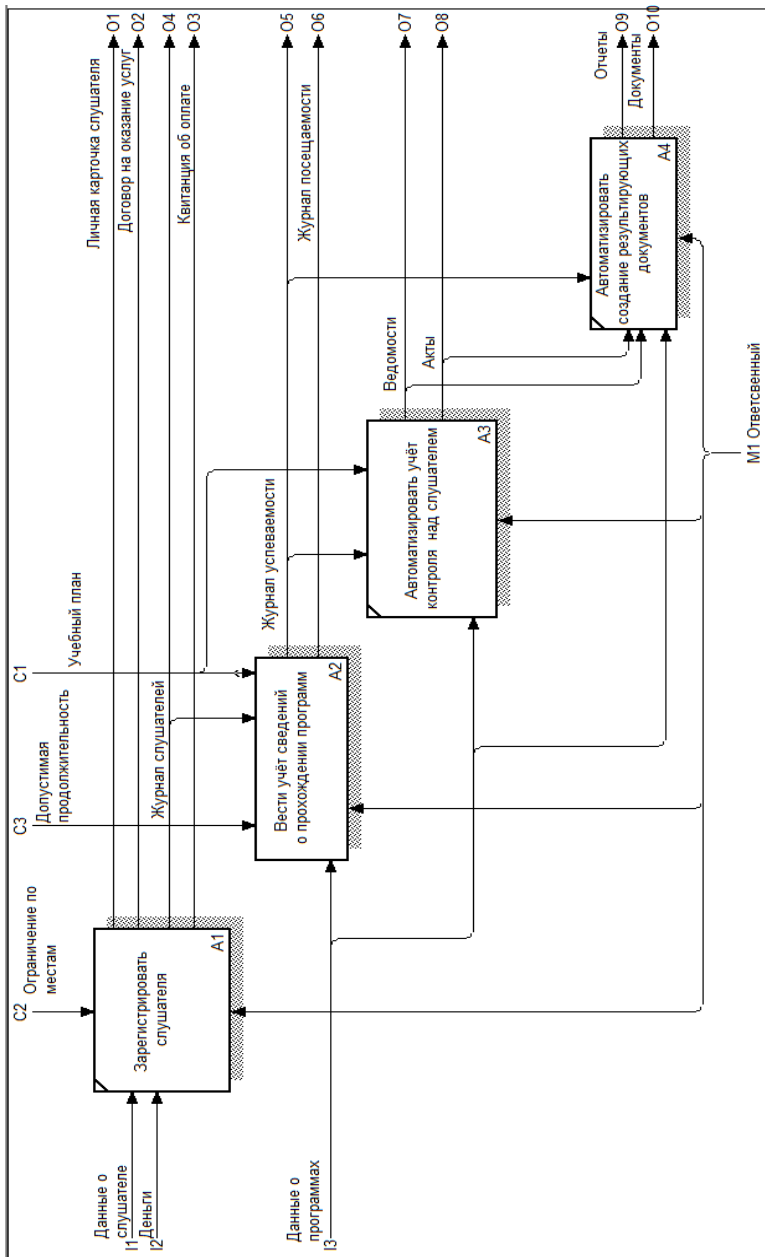 C2
Ограничение по
местам
C3
Допустимая
продолжительность
C1
Учебный план
Данные о
слушателе
I1
Деньги
I2
Зарегистрировать
слушателя
A1
Личная карточка слушателя
O1
Договор на оказание услуг
O2
Журнал слушателей
O4
Квитанция об оплате
O3
Данные о
программах
I3
Вести учёт сведений
о прохождении программ
A2
Журнал успеваемости
O5
Журнал посещаемости
O6
Автоматизировать учёт
контроля над слушателем
A3
Ведомости
O7
Акты
O8
Автоматизировать
создание результирующих
документов
A4
Отчеты
O9
Документы
O10
M1 Ответсвенный